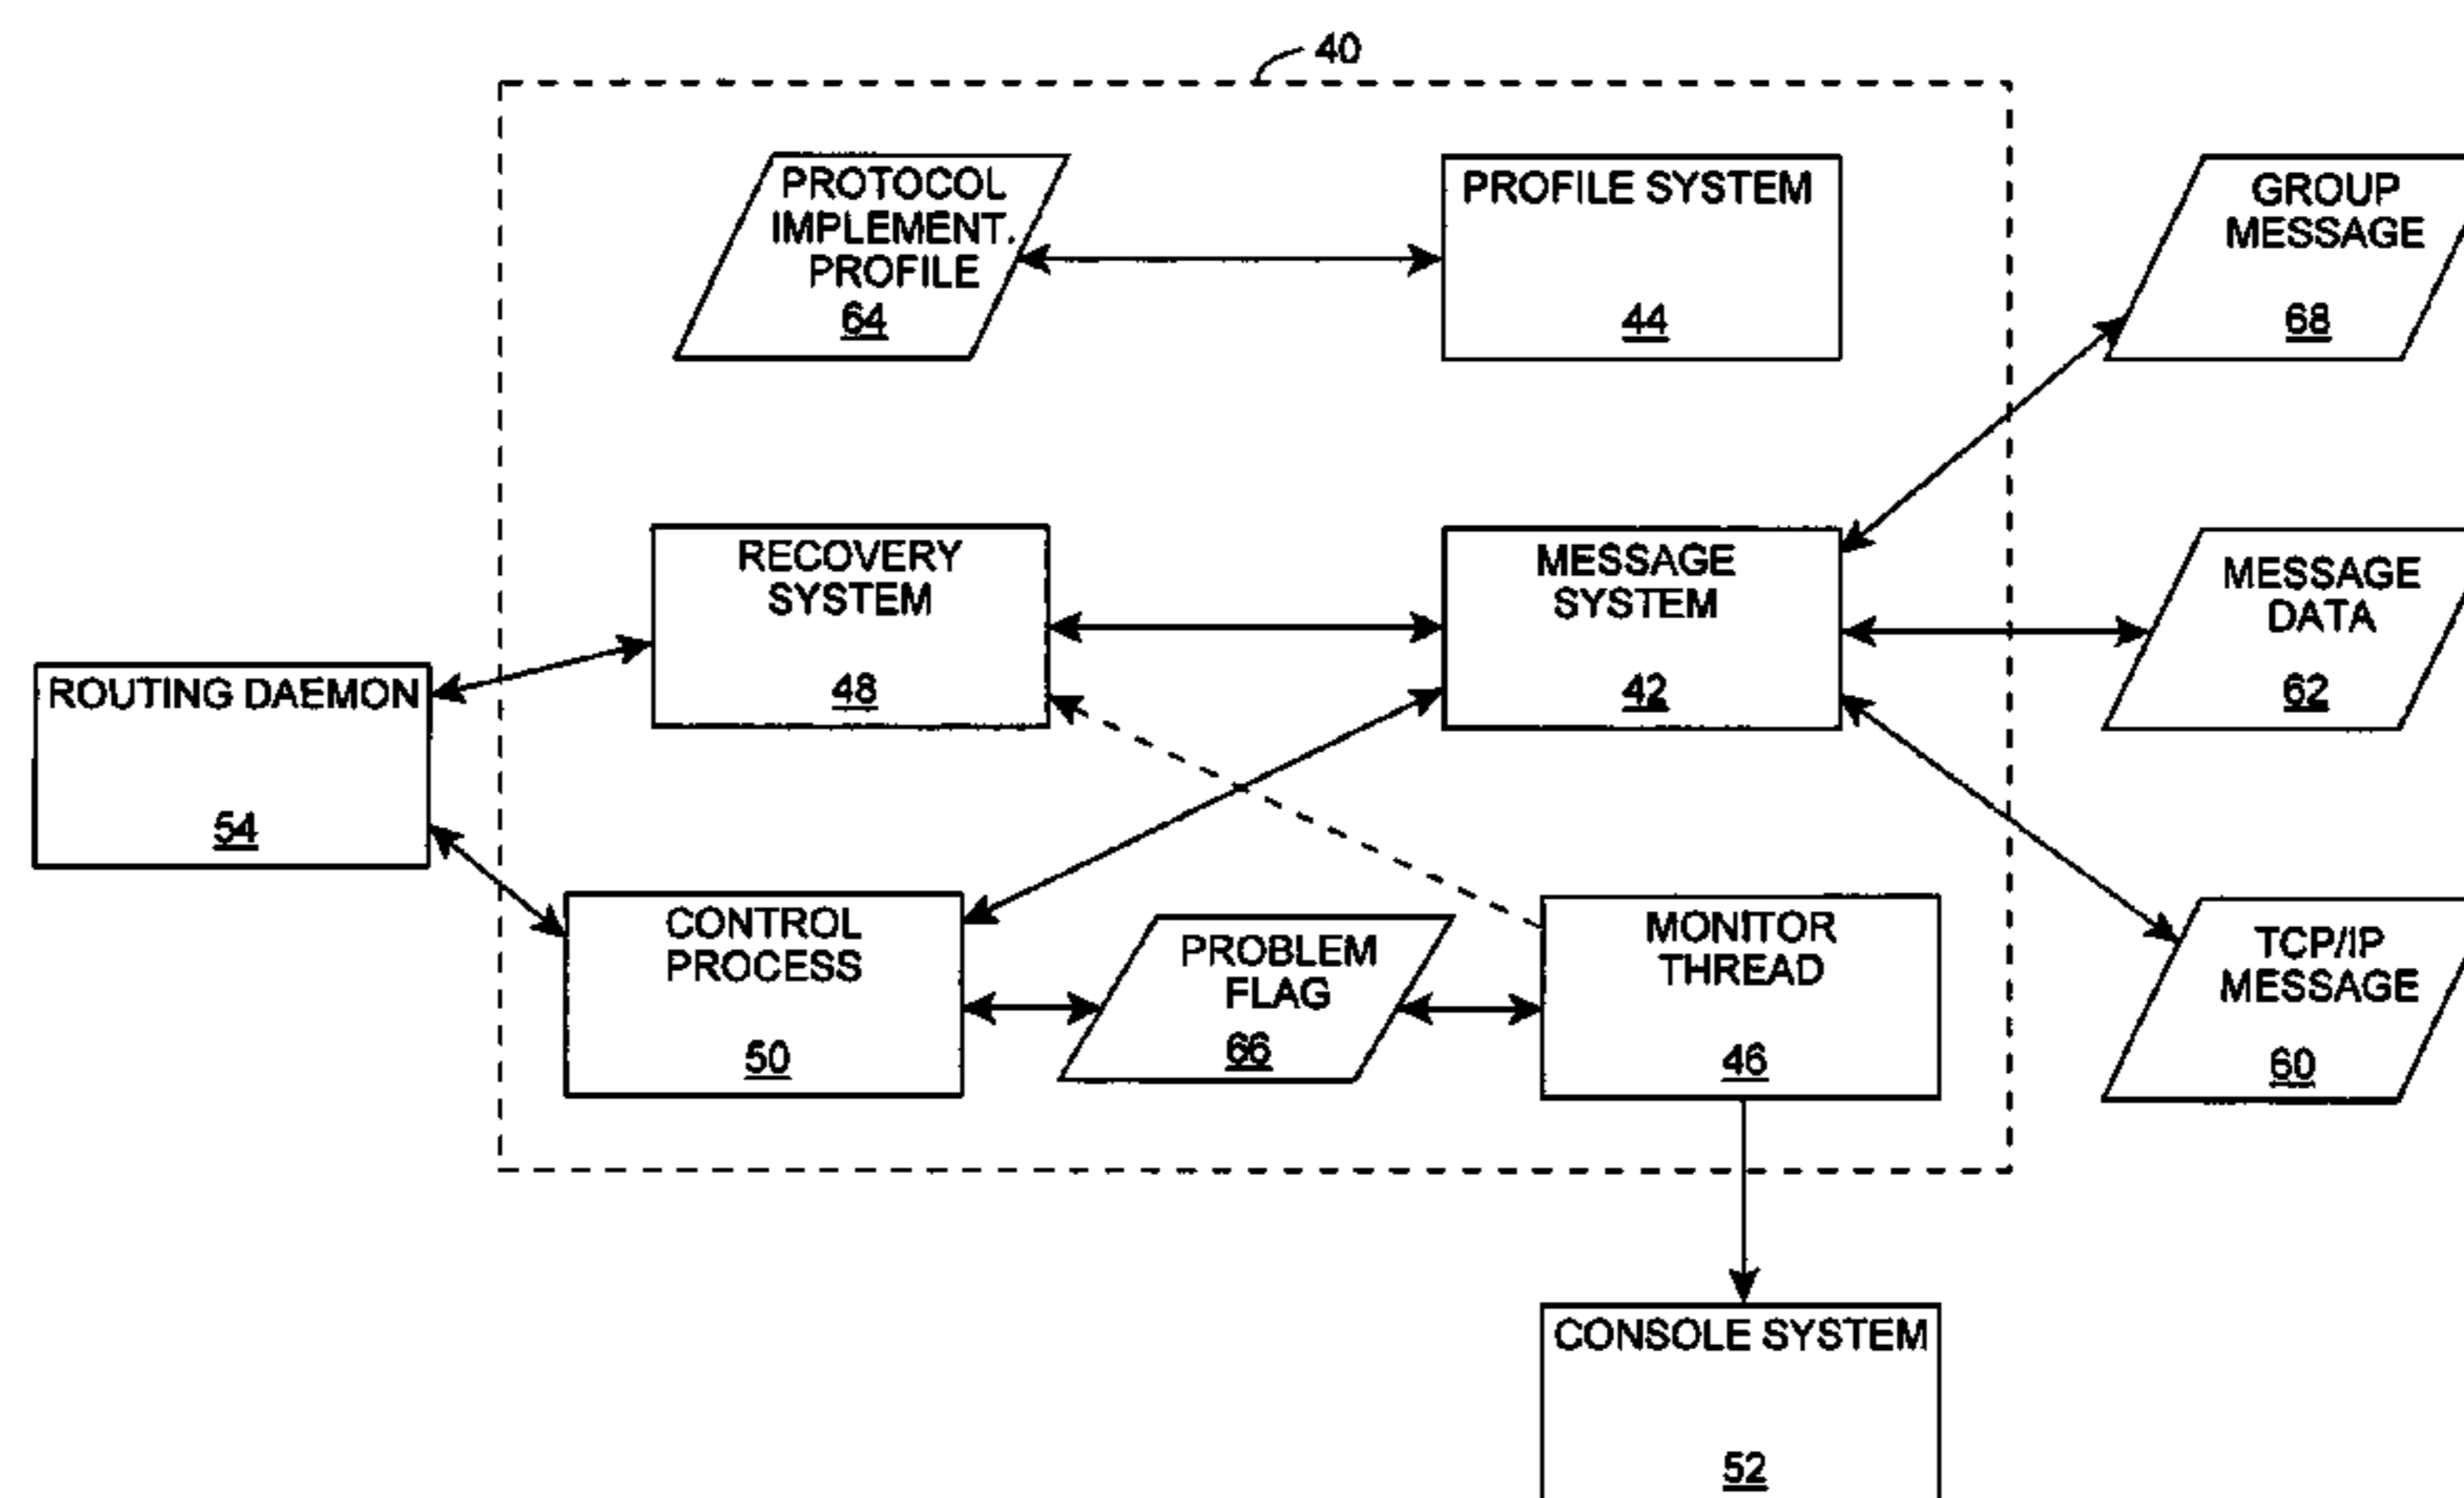 40
PROTOCOL
IMPLEMENT.
PROFILE
64
PROFILE SYSTEM
44
GROUP
MESSAGE
68
RECOVERY
SYSTEM
48
MESSAGE
SYSTEM
42
MESSAGE
DATA
62
ROUTING DAEMON
54
CONTROL
PROCESS
50
PROBLEM
FLAG
66
MONITOR
THREAD
46
TCP/IP
MESSAGE
60
CONSOLE SYSTEM
52